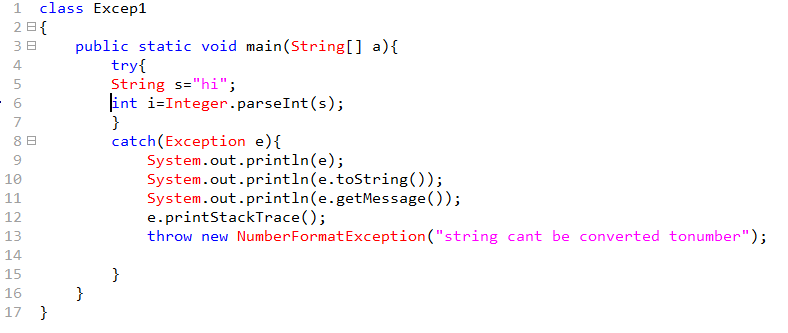 1 class Excep1
2 {
3 public static void main(String[] a){
4 try{
5 String s="hi";
6 int i=Integer.parseInt(s);
7 }
8 catch(Exception e){
9 System.out.println(e);
10 System.out.println(e.toString());
11 System.out.println(e.getMessage());
12 e.printStackTrace();
13 throw new NumberFormatException("string cant be converted tonumber");
14
15 }
16 }
17 }